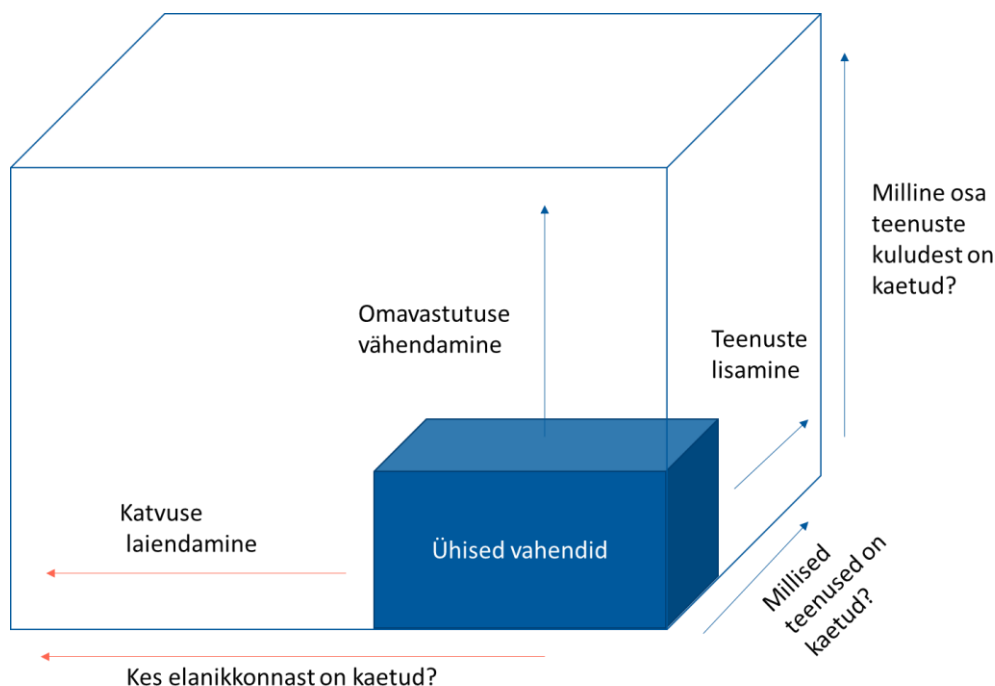 Milline osa
teenuste
kuludest on
kaetud?
Omavastutuse
vähendamine
Teenuste
lisamine
Katvuse
laiendamine
Ühised vahendid
Millised
teenused on
kaetud?
Kes elanikkonnast on kaetud?